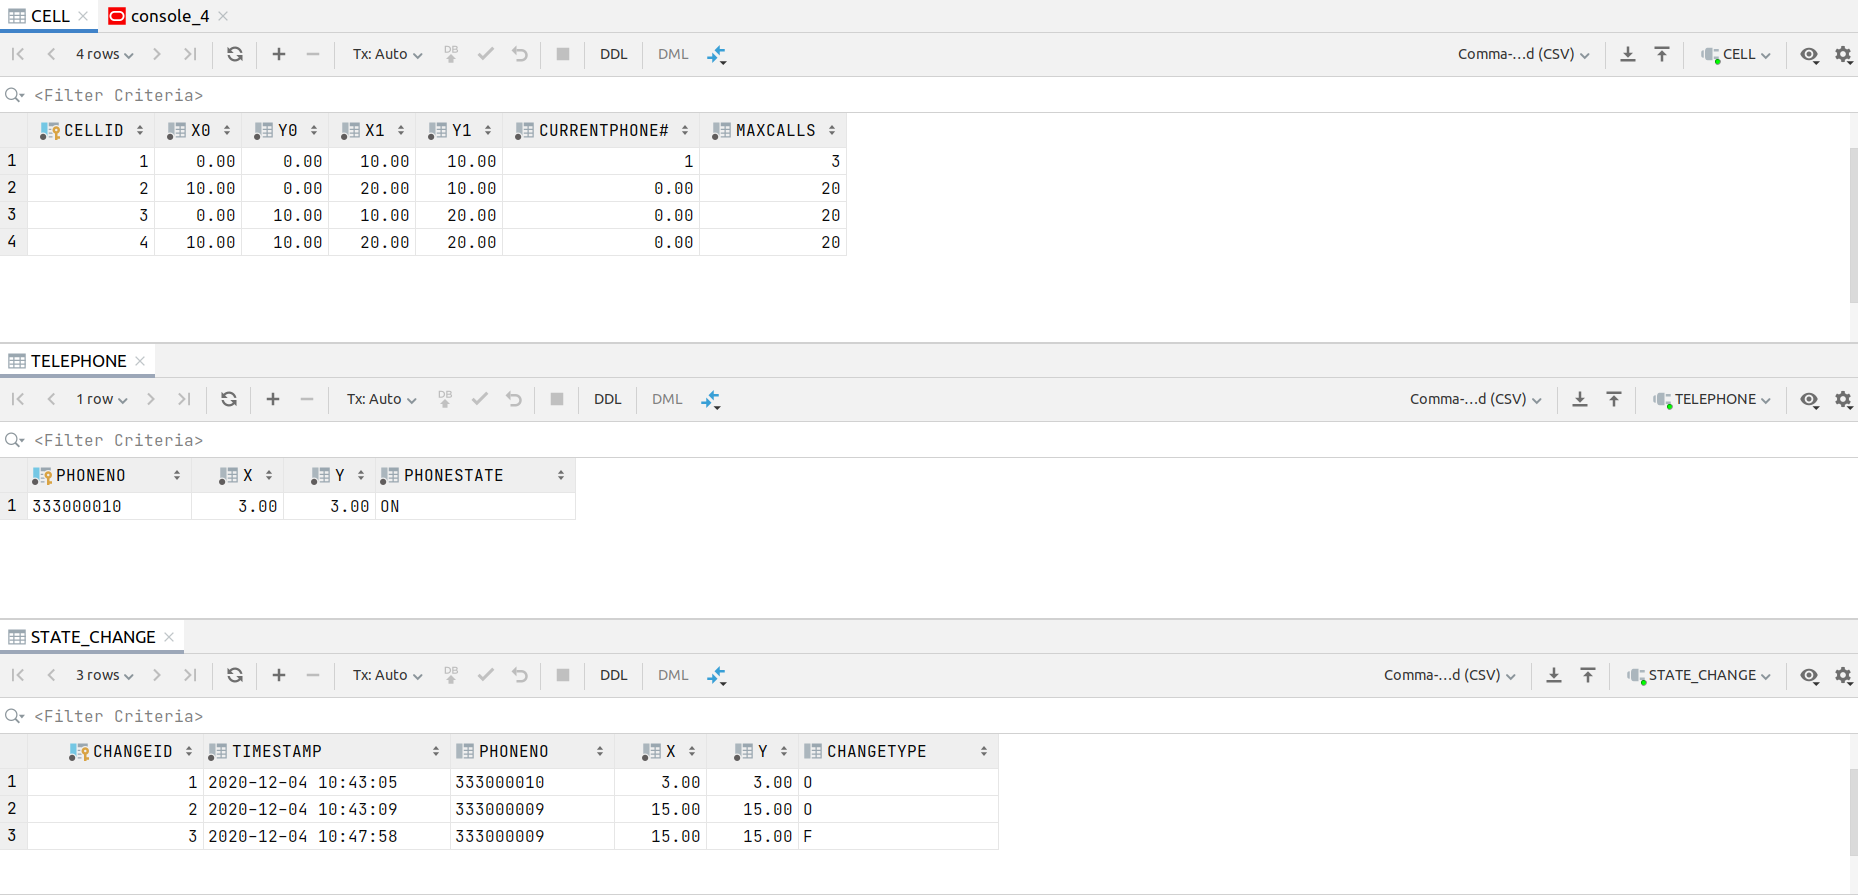 CELL console_4
4 rows Tx: Auto DB DDL DML Comma-...d (CSV) CELL
<Filter Criteria>
CELLID X0 Y0 X1 Y1 CURRENTPHONE# MAXCALLS
1 1 0.00 0.00 10.00 10.00 1 3
2 2 10.00 0.00 20.00 10.00 0.00 20
3 3 0.00 10.00 10.00 20.00 0.00 20
4 4 10.00 10.00 20.00 20.00 0.00 20
TELEPHONE
1 row Tx: Auto DB DDL DML Comma-...d (CSV) TELEPHONE
<Filter Criteria>
PHONENO X Y PHONESTATE
1 333000010 3.00 3.00 ON
STATE_CHANGE
3 rows Tx: Auto DB DDL DML Comma-...d (CSV) STATE_CHANGE
<Filter Criteria>
CHANGEID TIMESTAMP PHONENO X Y CHANGETYPE
1 1 2020-12-04 10:43:05 333000010 3.00 3.00 O
2 2 2020-12-04 10:43:09 333000009 15.00 15.00 O
3 3 2020-12-04 10:47:58 333000009 15.00 15.00 F